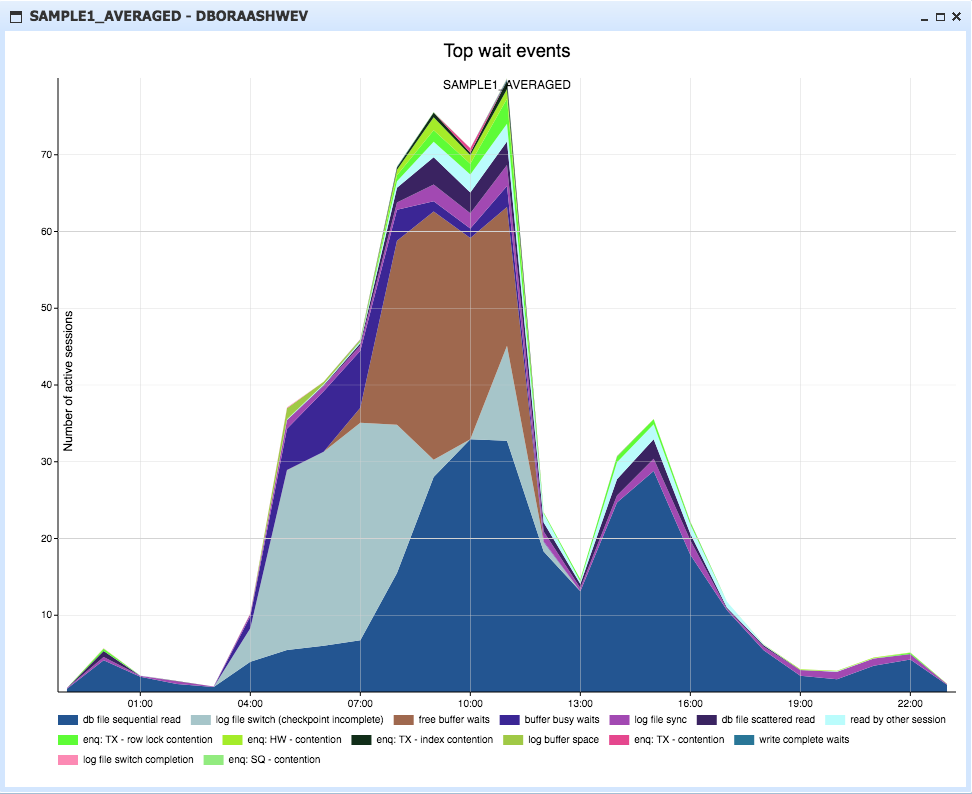 SAMPLE1_AVERAGED - DBORAASHWEV
Top wait events
SAMPLE1_AVERAGED
Number of active sessions
70
60
50
40
30
20
10
01:00 04:00 07:00 10:00 13:00 16:00 19:00 22:00
db file sequential read log file switch (checkpoint incomplete) free buffer waits buffer busy waits log file sync db file scattered read read by other session
enq: TX - row lock contention enq: HW - contention enq: TX - index contention log buffer space enq: TX - contention write complete waits
log file switch completion enq: SQ - contention